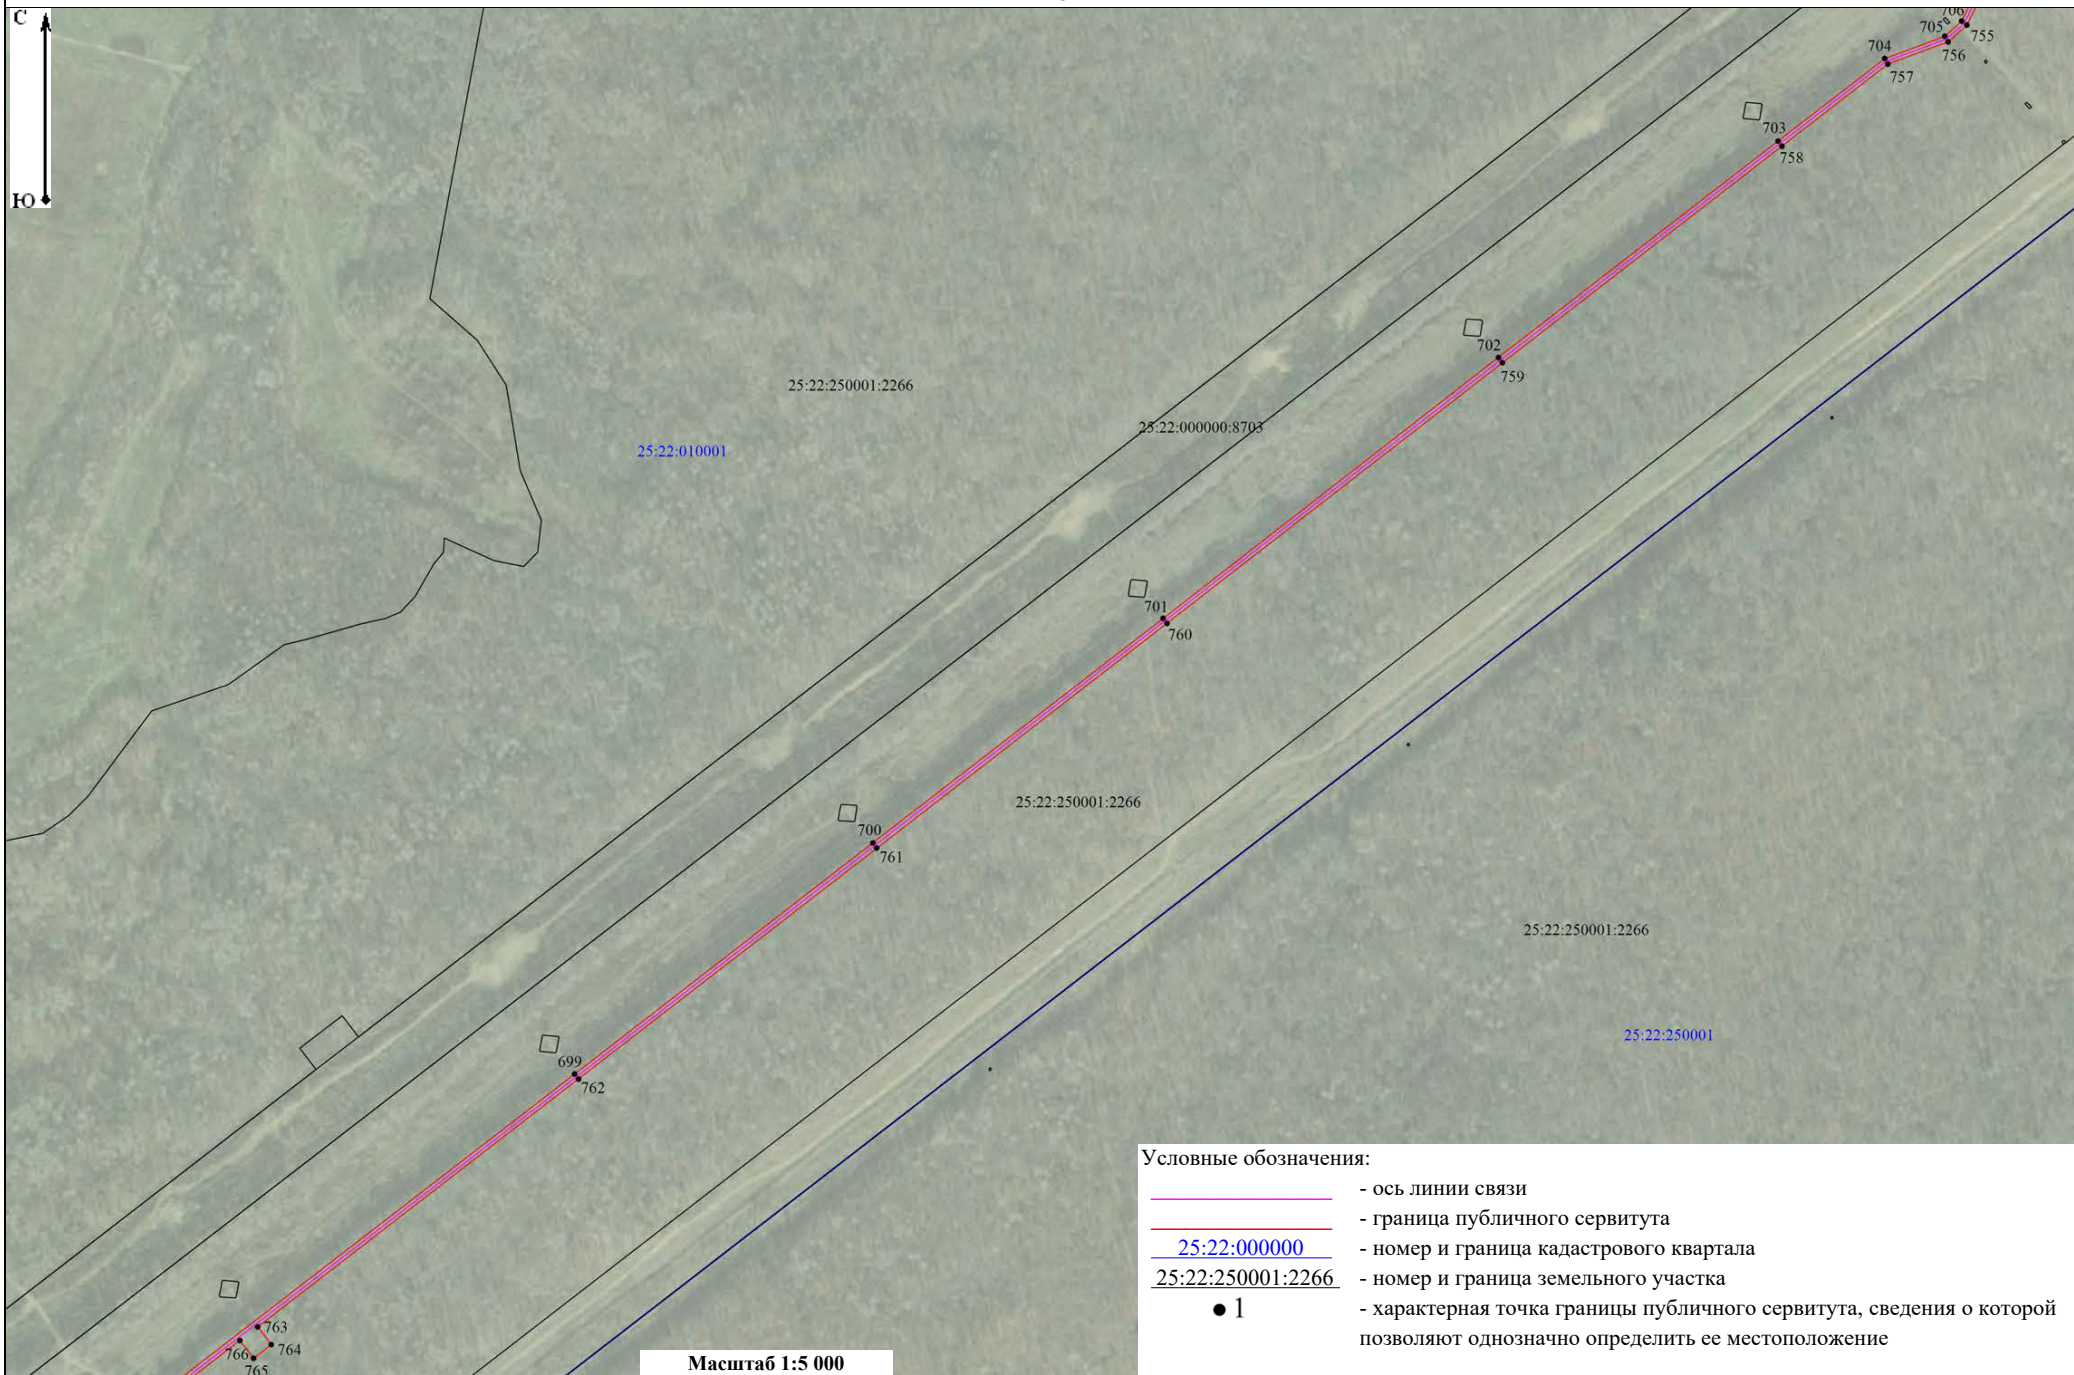 С
Ю
706
705
755
756
704
757
703
758
702
759
25:22:250001:2266
25:22:000000:8703
25:22:010001
701
760
25:22:250001:2266
700
761
25:22:250001:2266
25:22:250001
699
762
763
764
766
765
Условные обозначения:
- ось линии связи
- граница публичного сервитута
25:22:000000 - номер и граница кадастрового квартала
25:22:250001:2266 - номер и граница земельного участка
1 - характерная точка границы публичного сервитута, сведения о которой
позволяют однозначно определить ее местоположение
Масштаб 1:5 000